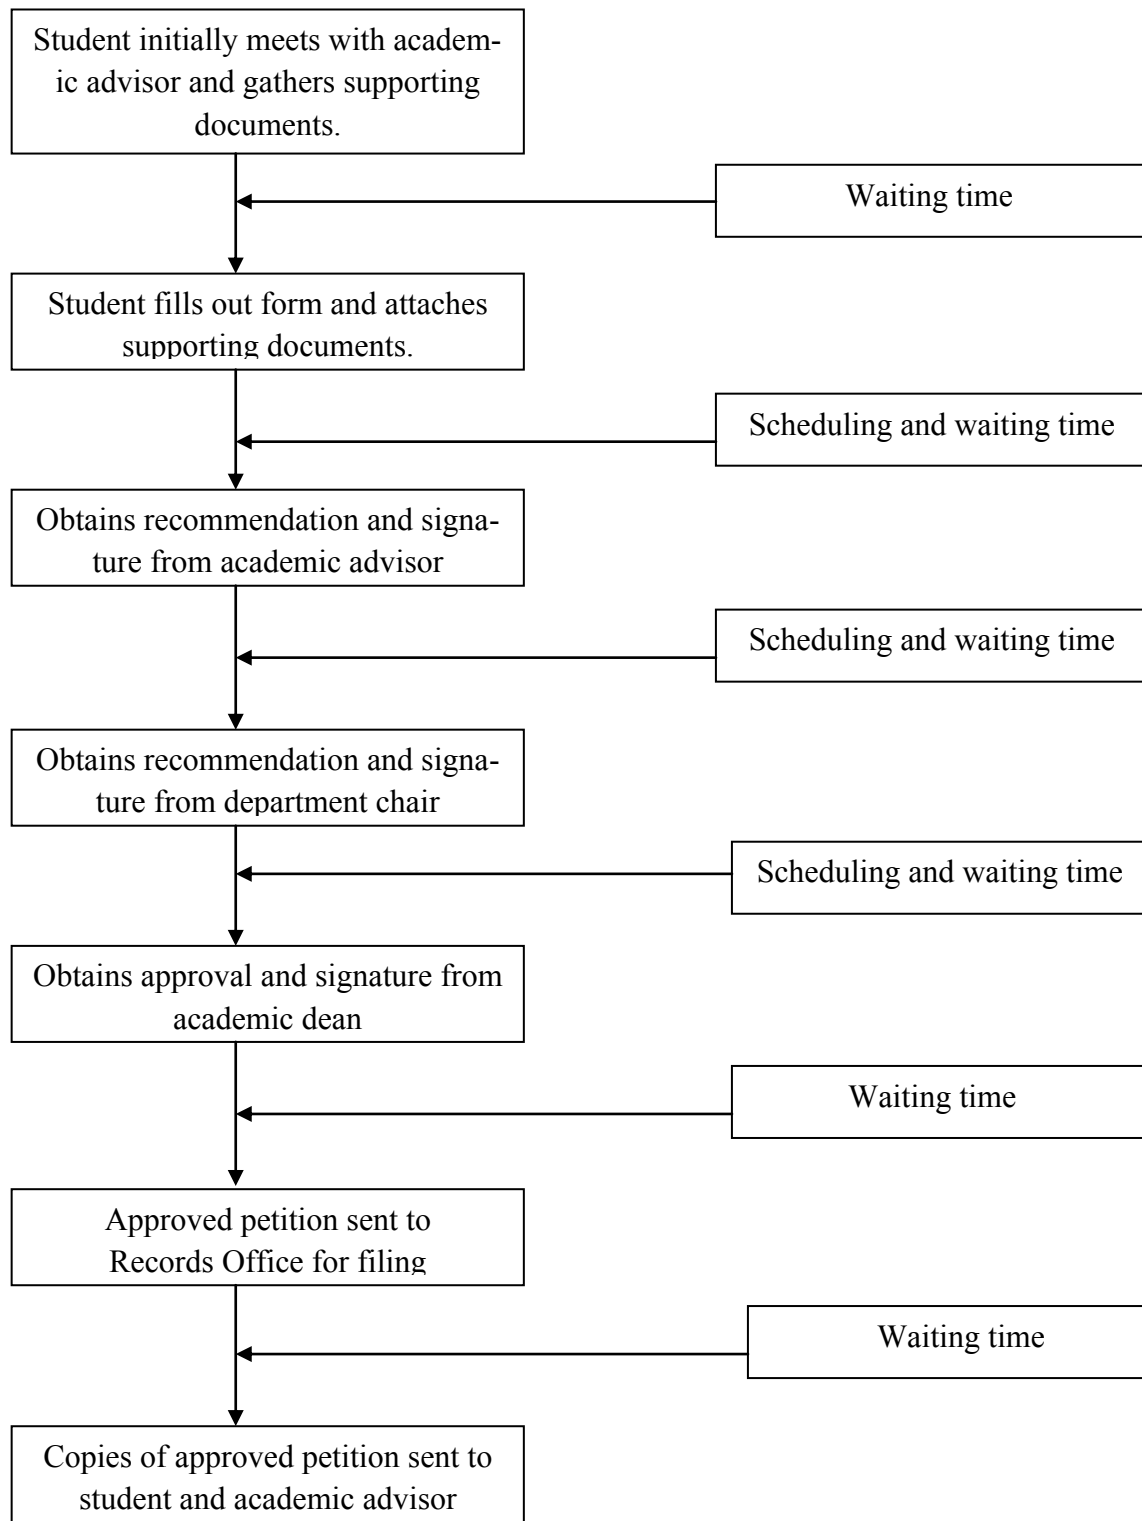 Student initially meets with academ-
ic advisor and gathers supporting
documents.
Waiting time
Student fills out form and attaches
supporting documents.
Scheduling and waiting time
Obtains recommendation and signa-
ture from academic advisor
Scheduling and waiting time
Obtains recommendation and signa-
ture from department chair
Scheduling and waiting time
Obtains approval and signature from
academic dean
Waiting time
Approved petition sent to
Records Office for filing
Waiting time
Copies of approved petition sent to
student and academic advisor